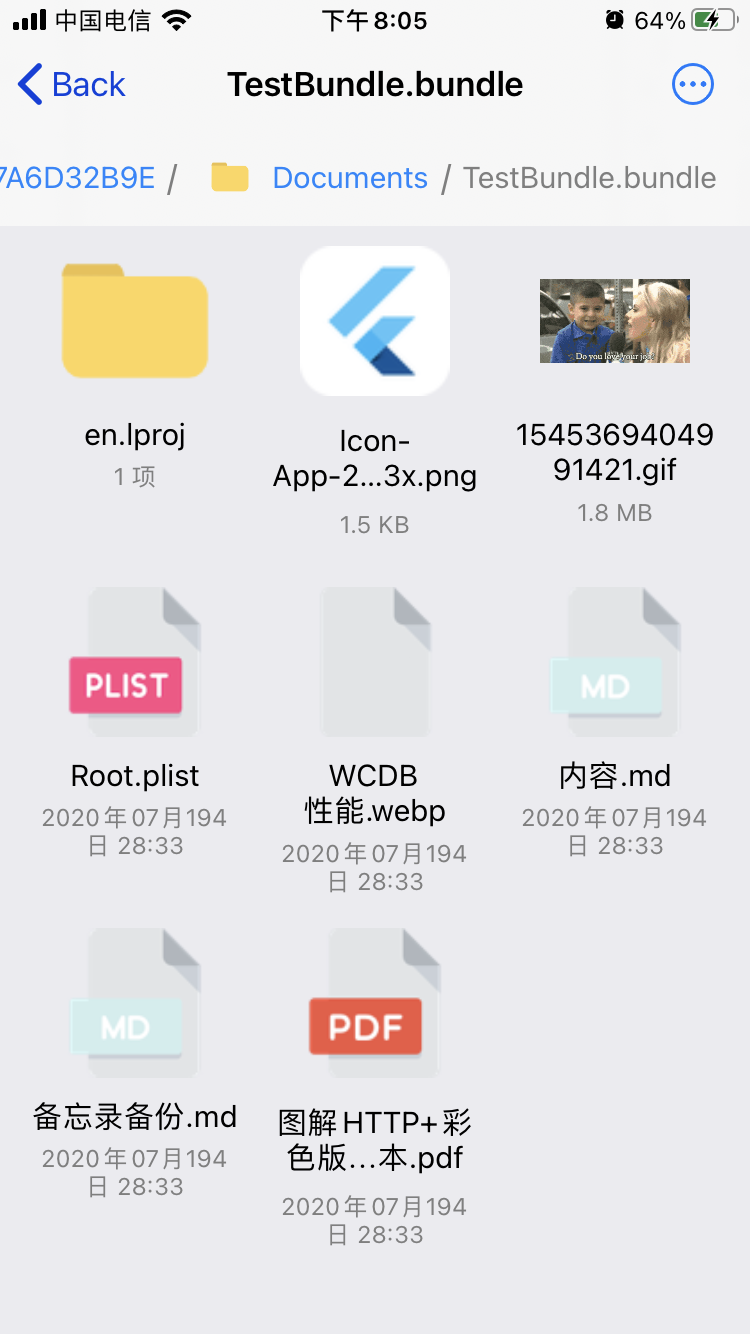 中国电信 下午8:05 64%
Back TestBundle.bundle
7A6D32B9E / Documents / TestBundle.bundle
Do you love your job?
en.lproj
1 项
Icon-
App-2...3x.png
1.5 KB
15453694049
91421.gif
1.8 MB
PLIST
Root.plist
2020年07月194
日 28:33
WCDB
性能.webp
2020年07月194
日 28:33
MD
内容.md
2020年07月194
日 28:33
MD
备忘录备份.md
2020年07月194
日 28:33
PDF
图解HTTP+彩
色版...本.pdf
2020年07月194
日 28:33